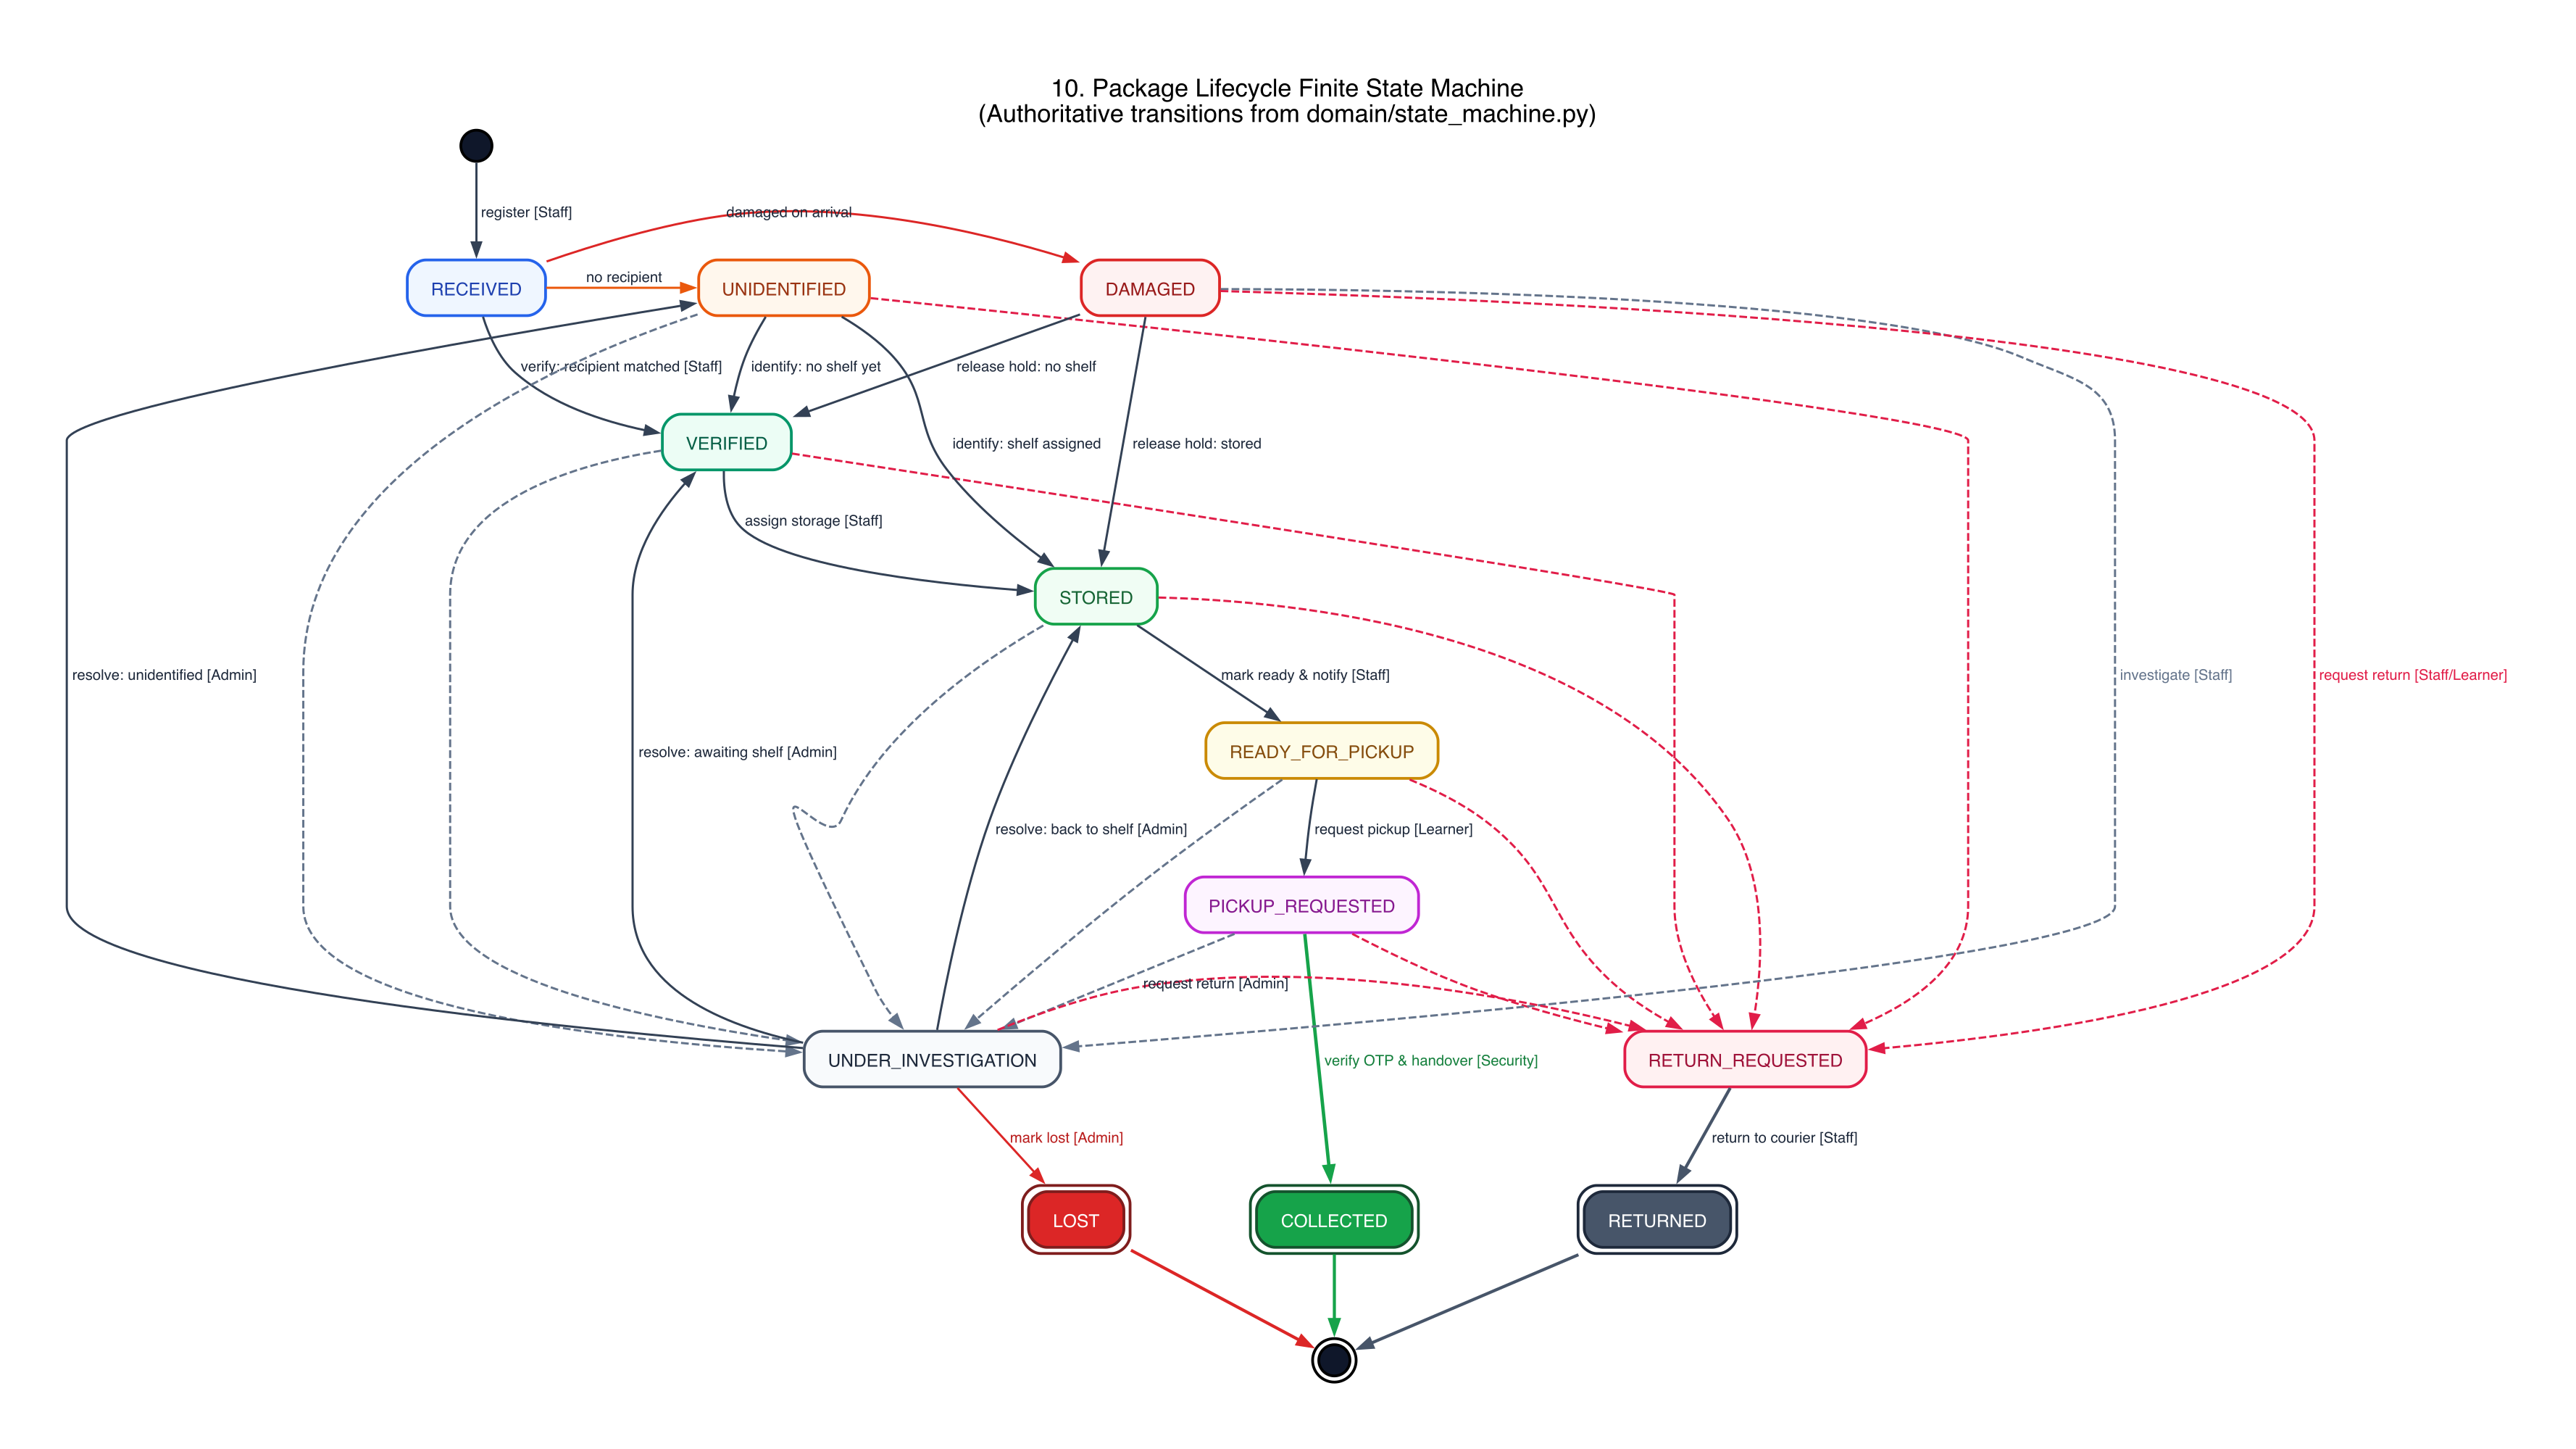 10. Package Lifecycle Finite State Machine
(Authoritative transitions from domain/state_machine.py)
register [Staff]
damaged on arrival
RECEIVED
no recipient
UNIDENTIFIED
DAMAGED
verify: recipient matched [Staff]
identify: no shelf yet
release hold: no shelf
VERIFIED
identify: shelf assigned
release hold: stored
assign storage [Staff]
STORED
resolve: unidentified [Admin]
mark ready & notify [Staff]
investigate [Staff]
request return [Staff/Learner]
resolve: awaiting shelf [Admin]
READY_FOR_PICKUP
resolve: back to shelf [Admin]
request pickup [Learner]
PICKUP_REQUESTED
request return [Admin]
UNDER_INVESTIGATION
verify OTP & handover [Security]
RETURN_REQUESTED
mark lost [Admin]
return to courier [Staff]
LOST
COLLECTED
RETURNED